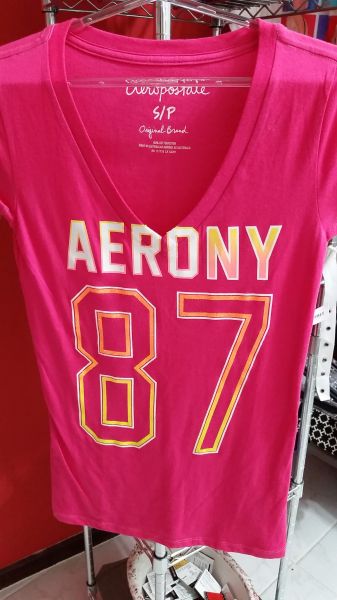 Aéropostale
S/P
Original Brand
AERONY
87